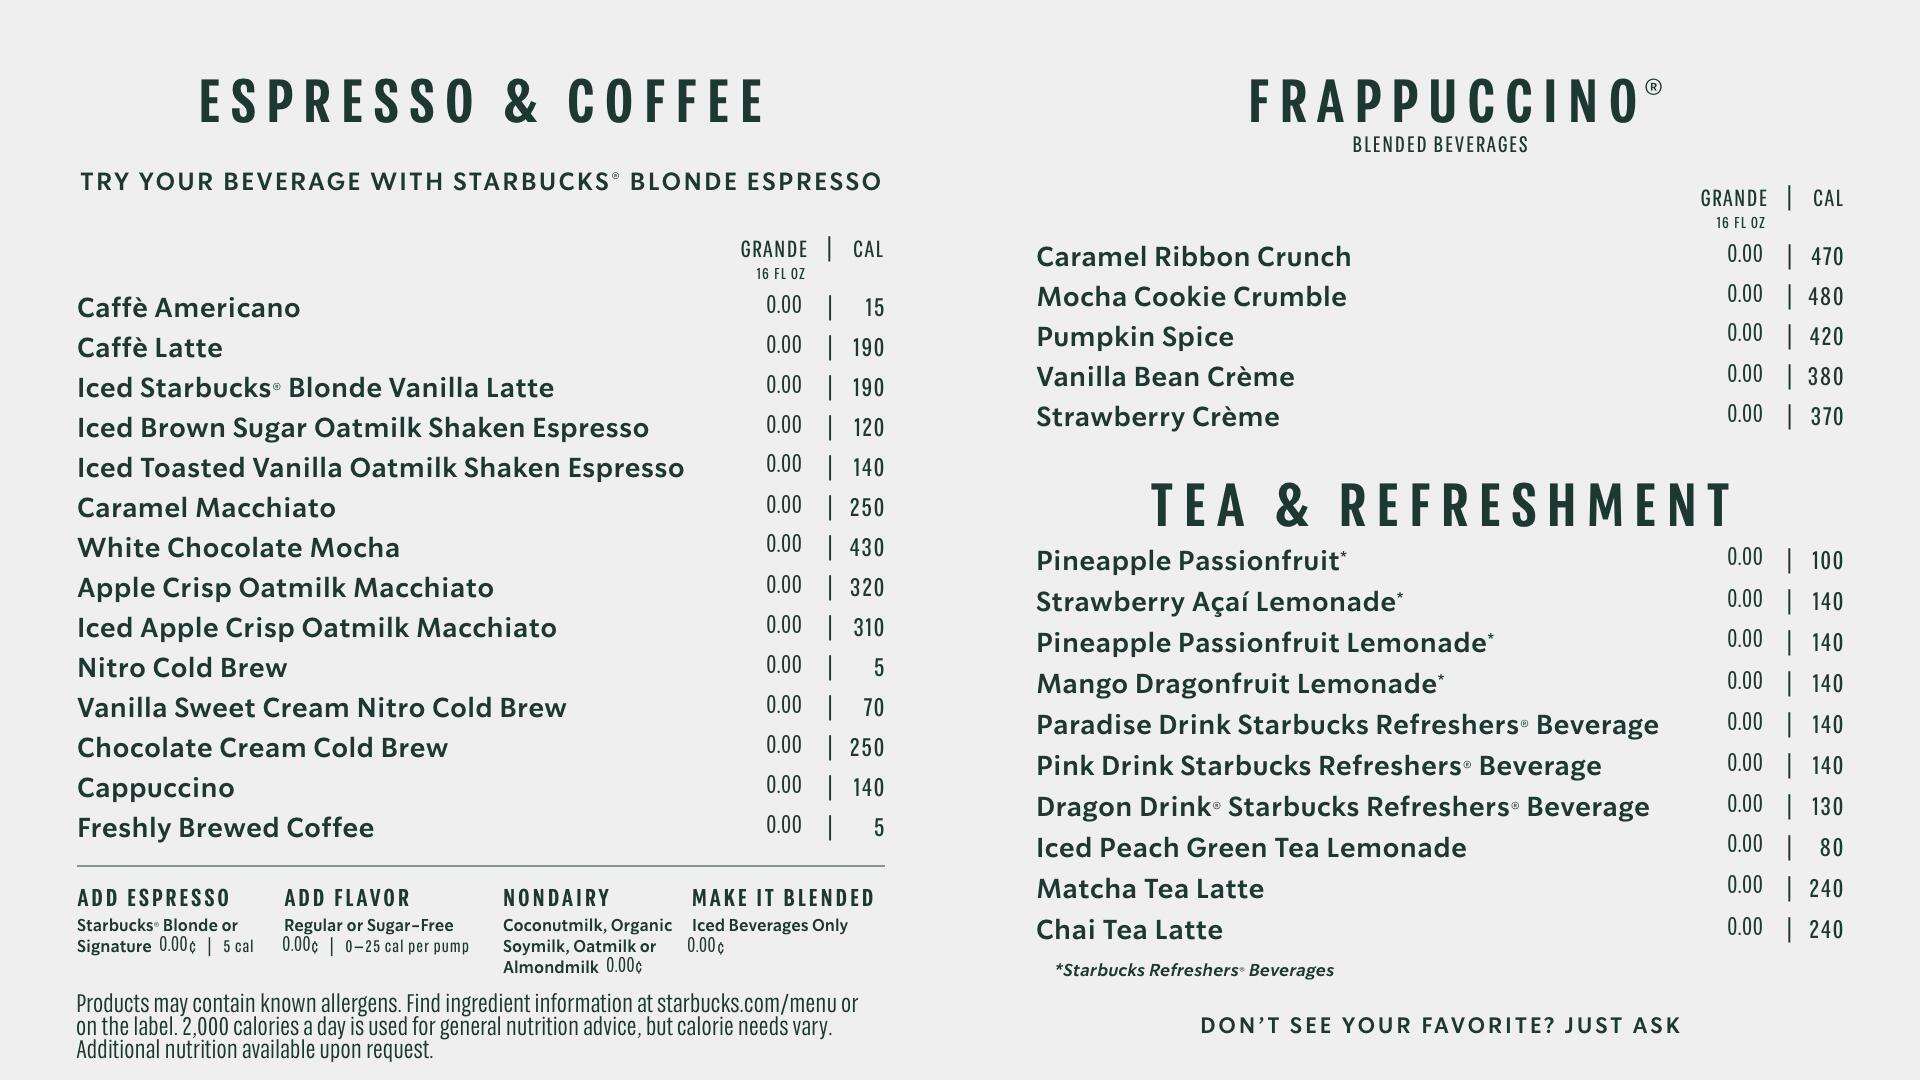 ESPRESSO & COFFEE
TRY YOUR BEVERAGE WITH STARBUCKS® BLONDE ESPRESSO
GRANDE | CAL
16 FL OZ
Caffè Americano 0.00 | 15
Caffè Latte 0.00 | 190
Iced Starbucks® Blonde Vanilla Latte 0.00 | 190
Iced Brown Sugar Oatmilk Shaken Espresso 0.00 | 120
Iced Toasted Vanilla Oatmilk Shaken Espresso 0.00 | 140
Caramel Macchiato 0.00 | 250
White Chocolate Mocha 0.00 | 430
Apple Crisp Oatmilk Macchiato 0.00 | 320
Iced Apple Crisp Oatmilk Macchiato 0.00 | 310
Nitro Cold Brew 0.00 | 5
Vanilla Sweet Cream Nitro Cold Brew 0.00 | 70
Chocolate Cream Cold Brew 0.00 | 250
Cappuccino 0.00 | 140
Freshly Brewed Coffee 0.00 | 5
ADD ESPRESSO
Starbucks® Blonde or
Signature 0.00¢ | 5 cal
ADD FLAVOR
Regular or Sugar-Free
0.00¢ | 0–25 cal per pump
NONDAIRY
Coconutmilk, Organic
Soymilk, Oatmilk or
Almondmilk 0.00¢
MAKE IT BLENDED
Iced Beverages Only
0.00¢
Products may contain known allergens. Find ingredient information at starbucks.com/menu or
on the label. 2,000 calories a day is used for general nutrition advice, but calorie needs vary.
Additional nutrition available upon request.
FRAPPUCCINO®
BLENDED BEVERAGES
GRANDE | CAL
16 FL OZ
Caramel Ribbon Crunch 0.00 | 470
Mocha Cookie Crumble 0.00 | 480
Pumpkin Spice 0.00 | 420
Vanilla Bean Crème 0.00 | 380
Strawberry Crème 0.00 | 370
TEA & REFRESHMENT
Pineapple Passionfruit* 0.00 | 100
Strawberry Açaí Lemonade* 0.00 | 140
Pineapple Passionfruit Lemonade* 0.00 | 140
Mango Dragonfruit Lemonade* 0.00 | 140
Paradise Drink Starbucks Refreshers® Beverage 0.00 | 140
Pink Drink Starbucks Refreshers® Beverage 0.00 | 140
Dragon Drink® Starbucks Refreshers® Beverage 0.00 | 130
Iced Peach Green Tea Lemonade 0.00 | 80
Matcha Tea Latte 0.00 | 240
Chai Tea Latte 0.00 | 240
*Starbucks Refreshers® Beverages
DON'T SEE YOUR FAVORITE? JUST ASK